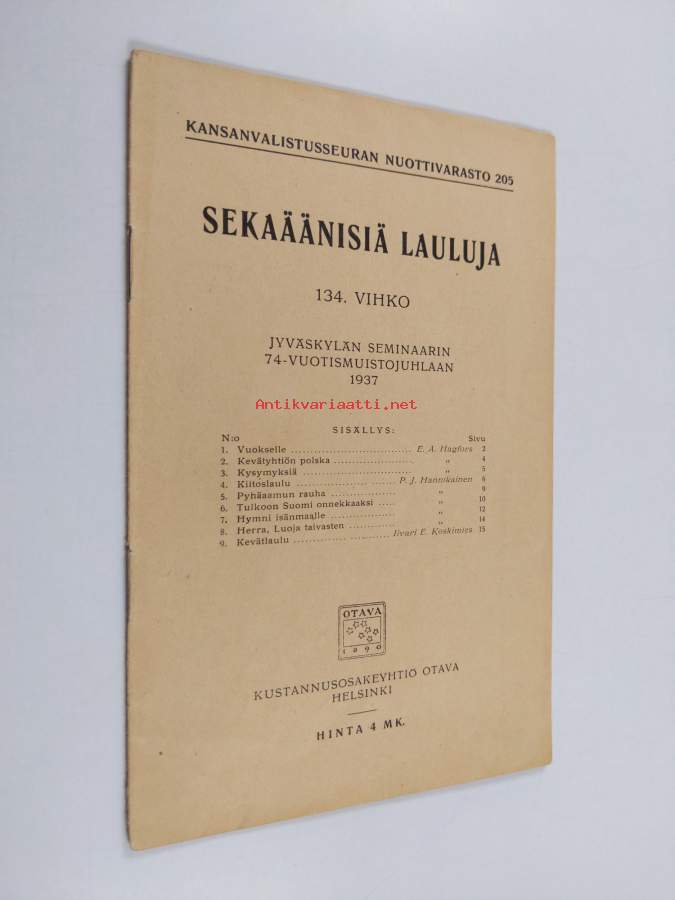 KANSANVALISTUSSEURAN NUOTTIVARASTO 205
SEKAÄÄNISIÄ LAULUJA
134. VIHKO
JYVÄSKYLÄN SEMINAARIN
74-VUOTISMUISTOJUHLAAN
1937
Antikvariaatti.net
SISÄLLYS:
N:o Sivu
1. Vuokselle ................................ E. A. Hagfors 2
2. Kevätyhtiön polska ...................... „ 4
3. Kysymyksiä .............................. „ 5
4. Kiitoslaulu .................... P. J. Hannikainen 6
5. Pyhäaamun rauha .................. „ 9
6. Tulkoon Suomi onnekkaaksi ..... „ 10
7. Hymni isänmaalle .................. „ 12
8. Herra, Luoja taivasten ............. „ 14
9. Kevätlaulu ......................... Iivari E. Koskimies 15
OTAVA
1890
KUSTANNUSOSAKEYHTIÖ OTAVA
HELSINKI
HINTA 4 MK.